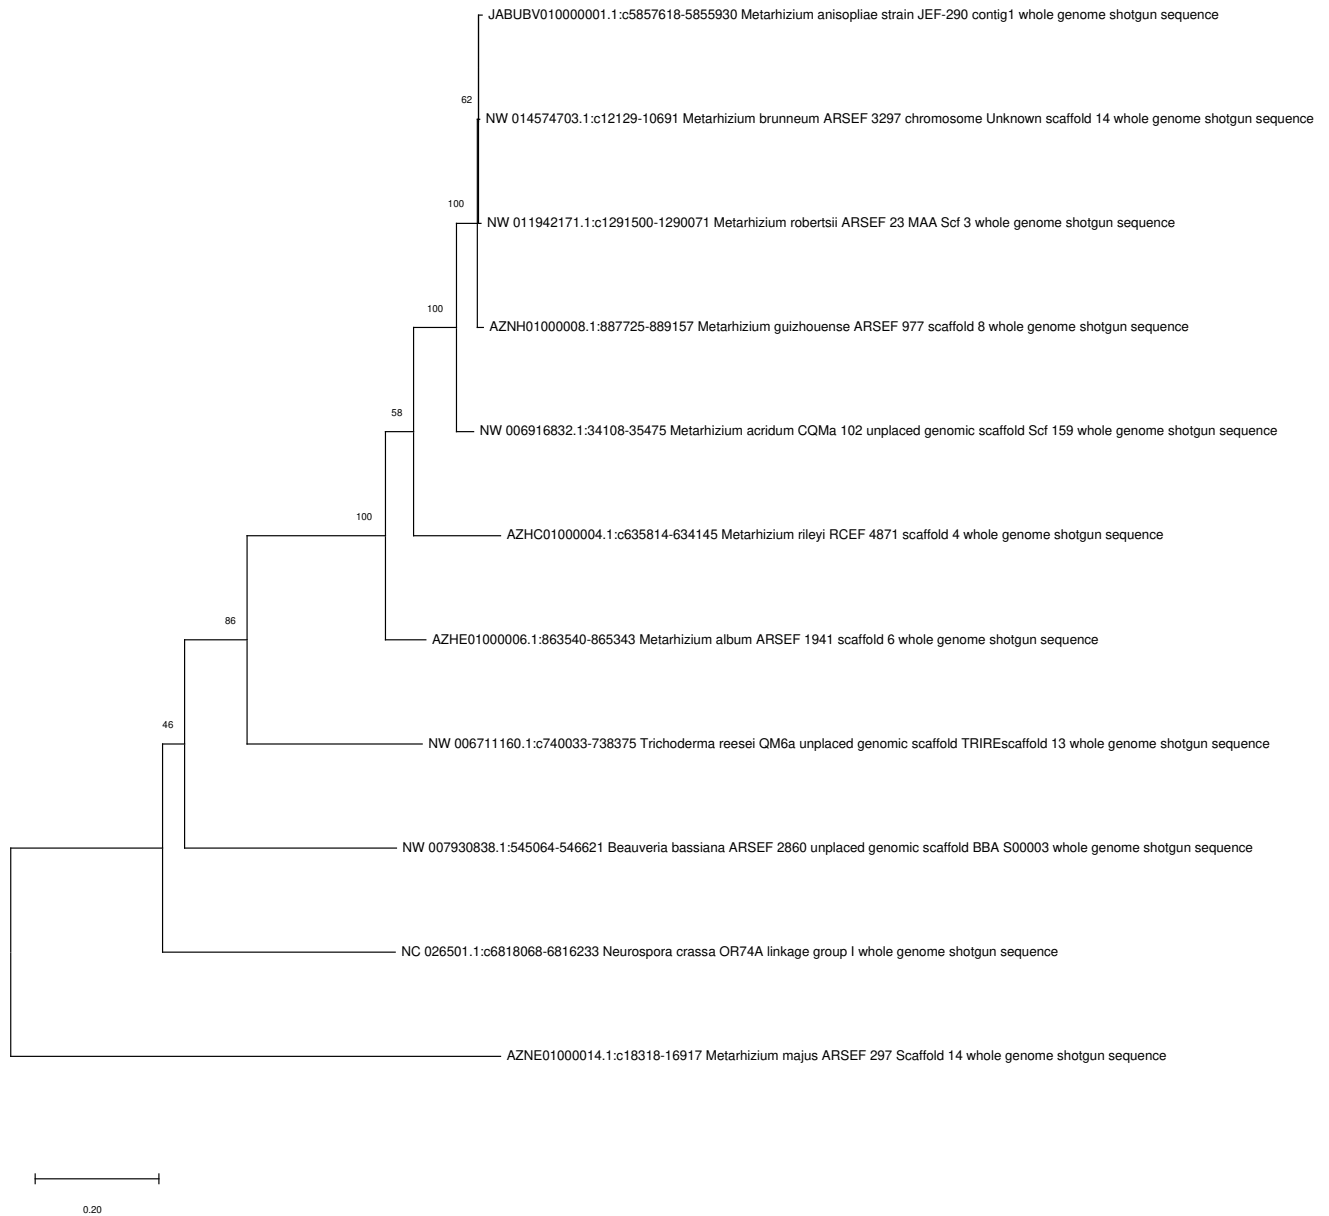 JABUBV010000001.1:c5857618-5855930 Metarhizium anisopliae strain JEF-290 contig1 whole genome shotgun sequence
62
NW 014574703.1:c12129-10691 Metarhizium brunneum ARSEF 3297 chromosome Unknown scaffold 14 whole genome shotgun sequence
100
NW 011942171.1:c1291500-1290071 Metarhizium robertsii ARSEF 23 MAA Scf 3 whole genome shotgun sequence
100
AZNH01000008.1:887725-889157 Metarhizium guizhouense ARSEF 977 scaffold 8 whole genome shotgun sequence
58
NW 006916832.1:34108-35475 Metarhizium acridum CQMa 102 unplaced genomic scaffold Scf 159 whole genome shotgun sequence
100
AZHC01000004.1:c635814-634145 Metarhizium rileyi RCEF 4871 scaffold 4 whole genome shotgun sequence
86
AZHE01000006.1:863540-865343 Metarhizium album ARSEF 1941 scaffold 6 whole genome shotgun sequence
46
NW 006711160.1:c740033-738375 Trichoderma reesei QM6a unplaced genomic scaffold TRIREscaffold 13 whole genome shotgun sequence
NW 007930838.1:545064-546621 Beauveria bassiana ARSEF 2860 unplaced genomic scaffold BBA S00003 whole genome shotgun sequence
NC 026501.1:c6818068-6816233 Neurospora crassa OR74A linkage group I whole genome shotgun sequence
AZNE01000014.1:c18318-16917 Metarhizium majus ARSEF 297 Scaffold 14 whole genome shotgun sequence
0.20